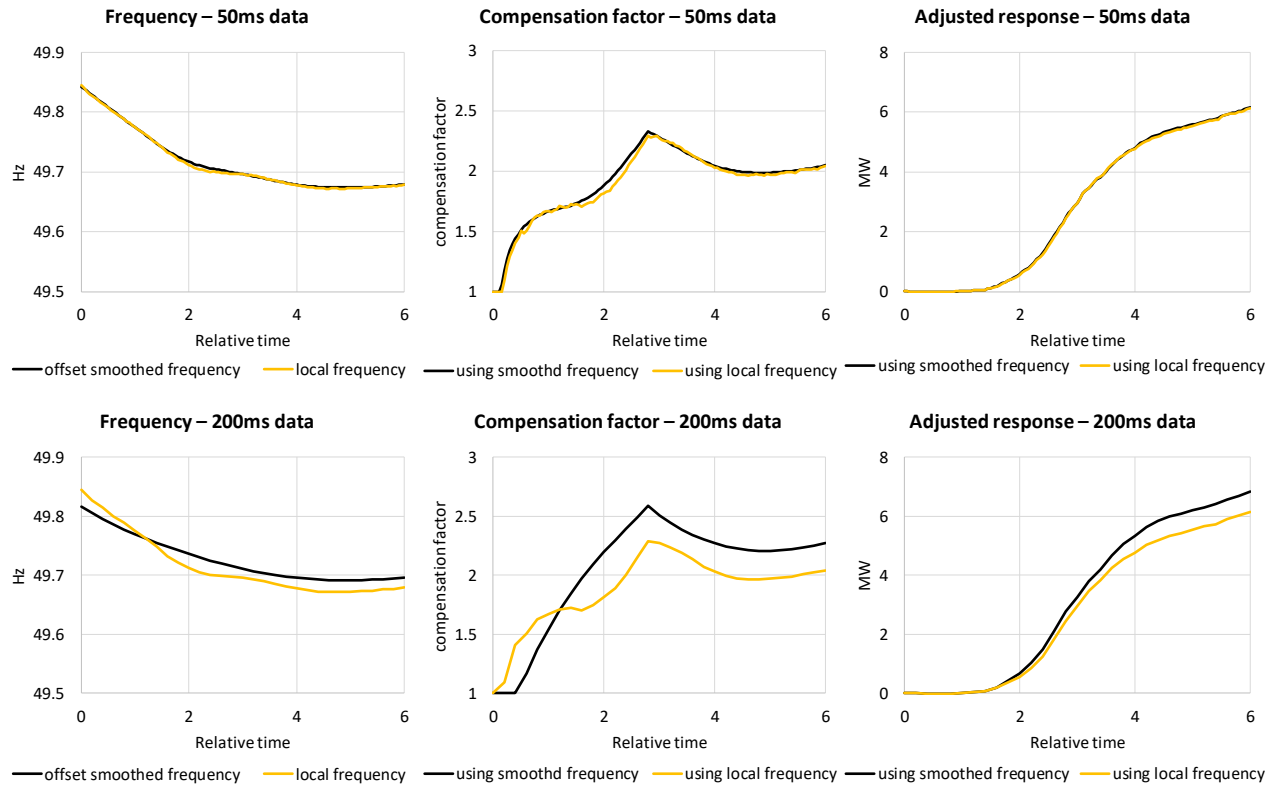 Frequency – 50ms data
49.9
49.8
49.7
49.6
49.5
Hz
0 2 4 6
Relative time
offset smoothed frequency local frequency
Compensation factor – 50ms data
3
2.5
2
1.5
1
compensation factor
0 2 4 6
Relative time
using smoothd frequency using local frequency
Adjusted response – 50ms data
8
6
4
2
0
MW
0 2 4 6
Relative time
using smoothed frequency using local frequency
Frequency – 200ms data
49.9
49.8
49.7
49.6
49.5
Hz
0 2 4 6
Relative time
offset smoothed frequency local frequency
Compensation factor – 200ms data
3
2.5
2
1.5
1
compensation factor
0 2 4 6
Relative time
using smoothd frequency using local frequency
Adjusted response – 200ms data
8
6
4
2
0
MW
0 2 4 6
Relative time
using smoothed frequency using local frequency